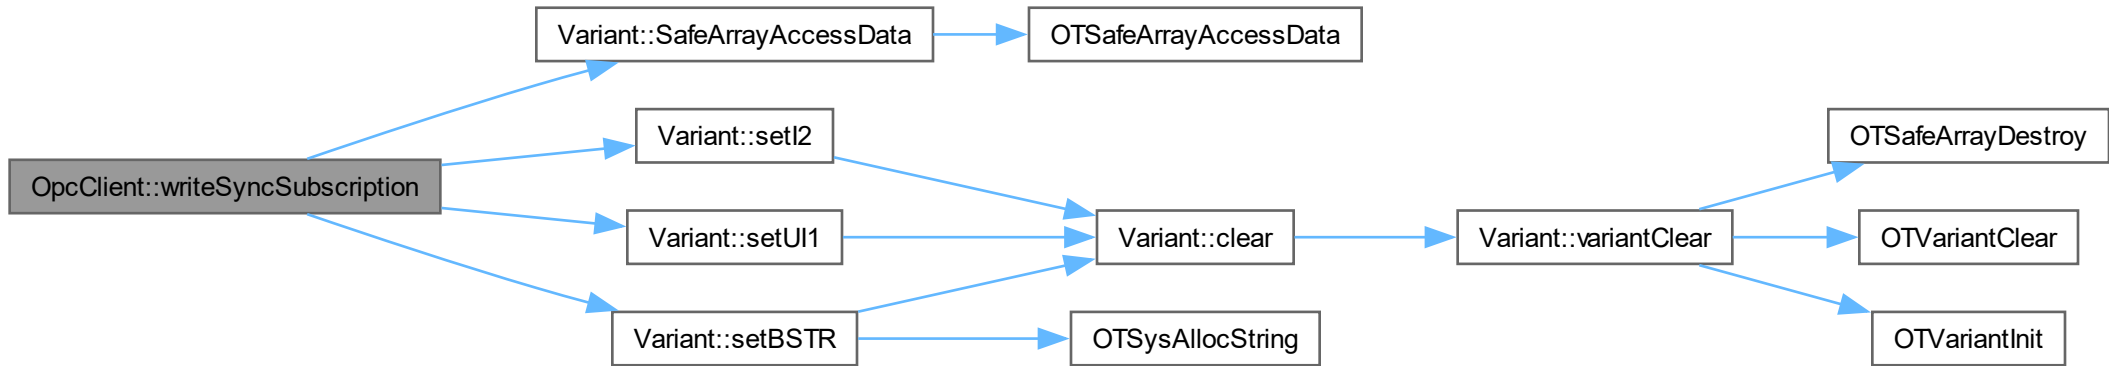 Variant::SafeArrayAccessData
OTSafeArrayAccessData
Variant::setI2
OTSafeArrayDestroy
OpcClient::writeSyncSubscription
Variant::setUI1
Variant::clear
Variant::variantClear
OTVariantClear
Variant::setBSTR
OTSysAllocString
OTVariantInit